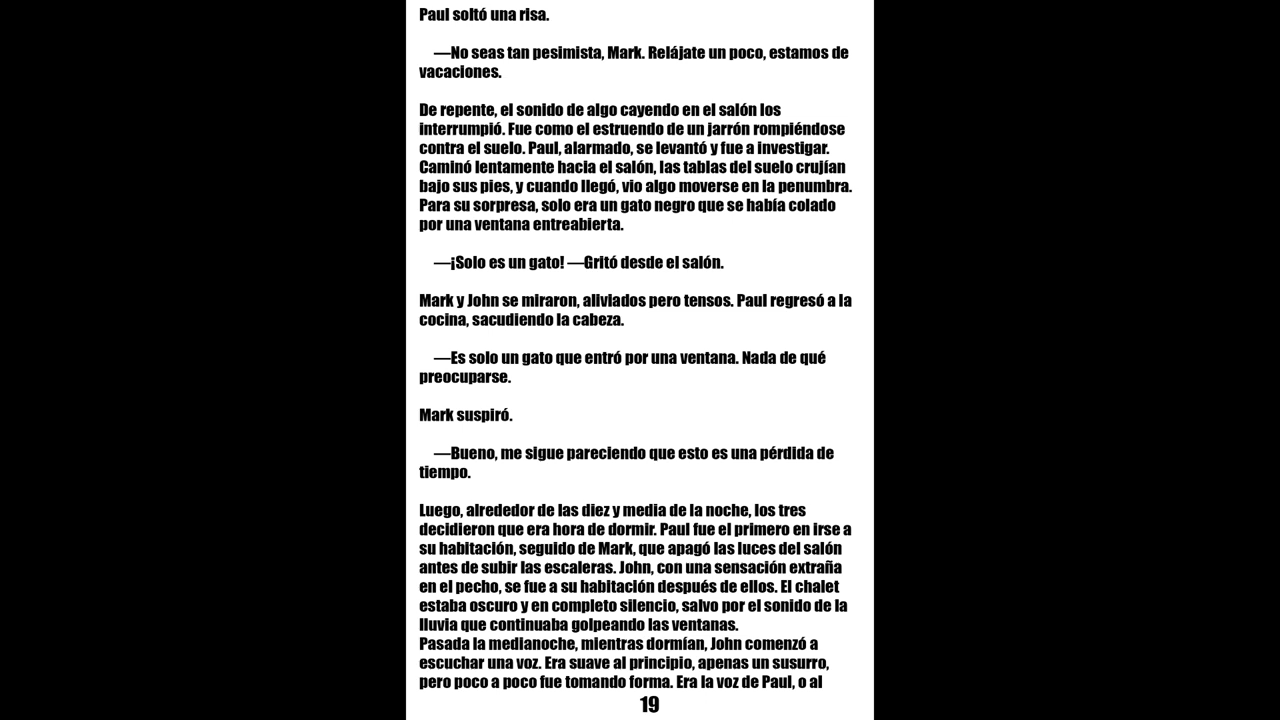 Paul soltó una risa.
—No seas tan pesimista, Mark. Relájate un poco, estamos de
vacaciones.
De repente, el sonido de algo cayendo en el salón los
interrumpió. Fue como el estruendo de un jarrón rompiéndose
contra el suelo. Paul, alarmado, se levantó y fue a investigar.
Caminó lentamente hacia el salón, las tablas del suelo crujían
bajo sus pies, y cuando llegó, vio algo moverse en la penumbra.
Para su sorpresa, solo era un gato negro que se había colado
por una ventana entreabierta.
—¡Solo es un gato! —Gritó desde el salón.
Mark y John se miraron, aliviados pero tensos. Paul regresó a la
cocina, sacudiendo la cabeza.
—Es solo un gato que entró por una ventana. Nada de qué
preocuparse.
Mark suspiró.
—Bueno, me sigue pareciendo que esto es una pérdida de
tiempo.
Luego, alrededor de las diez y media de la noche, los tres
decidieron que era hora de dormir. Paul fue el primero en irse a
su habitación, seguido de Mark, que apagó las luces del salón
antes de subir las escaleras. John, con una sensación extraña
en el pecho, se fue a su habitación después de ellos. El chalet
estaba oscuro y en completo silencio, salvo por el sonido de la
lluvia que continuaba golpeando las ventanas.
Pasada la medianoche, mientras dormían, John comenzó a
escuchar una voz. Era suave al principio, apenas un susurro,
pero poco a poco fue tomando forma. Era la voz de Paul, o al
19